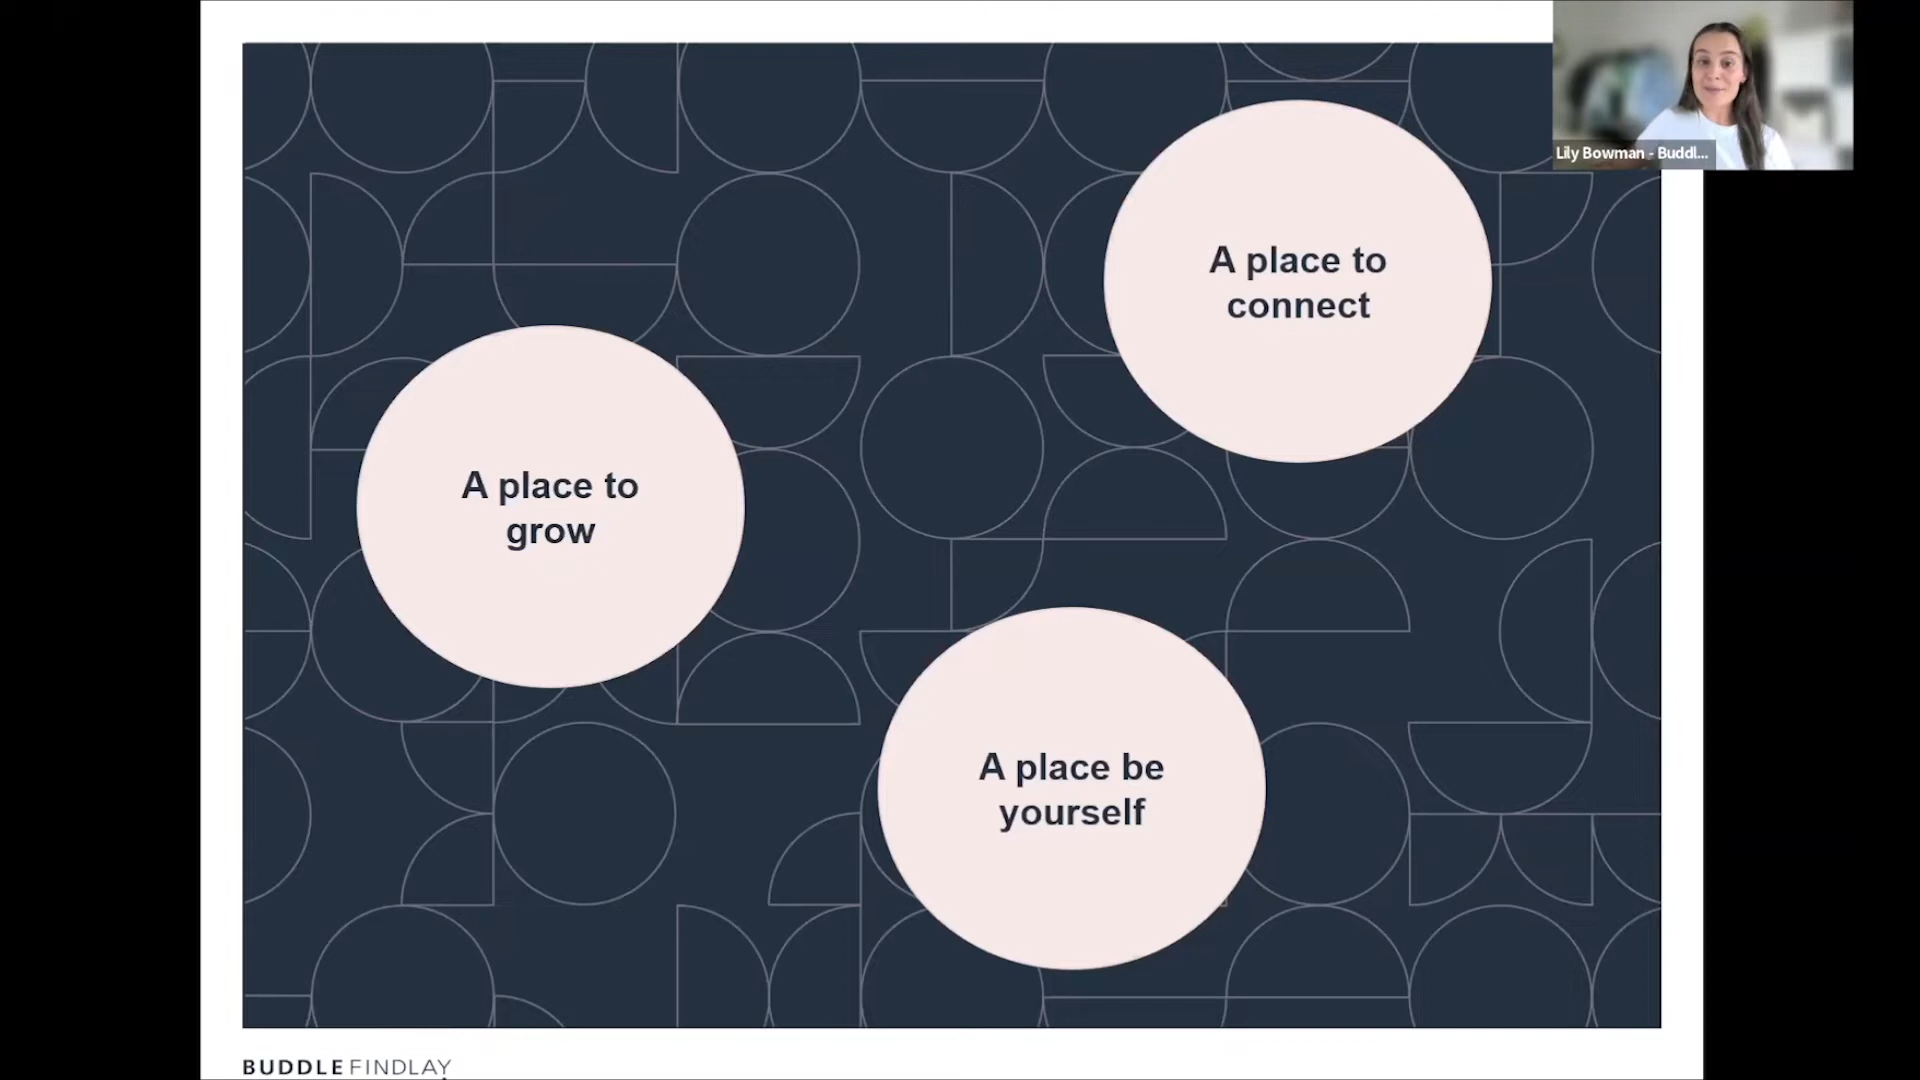 Lily Bowman - Buddl...
A place to
connect
A place to
grow
A place be
yourself
BUDDLE FINDLAY